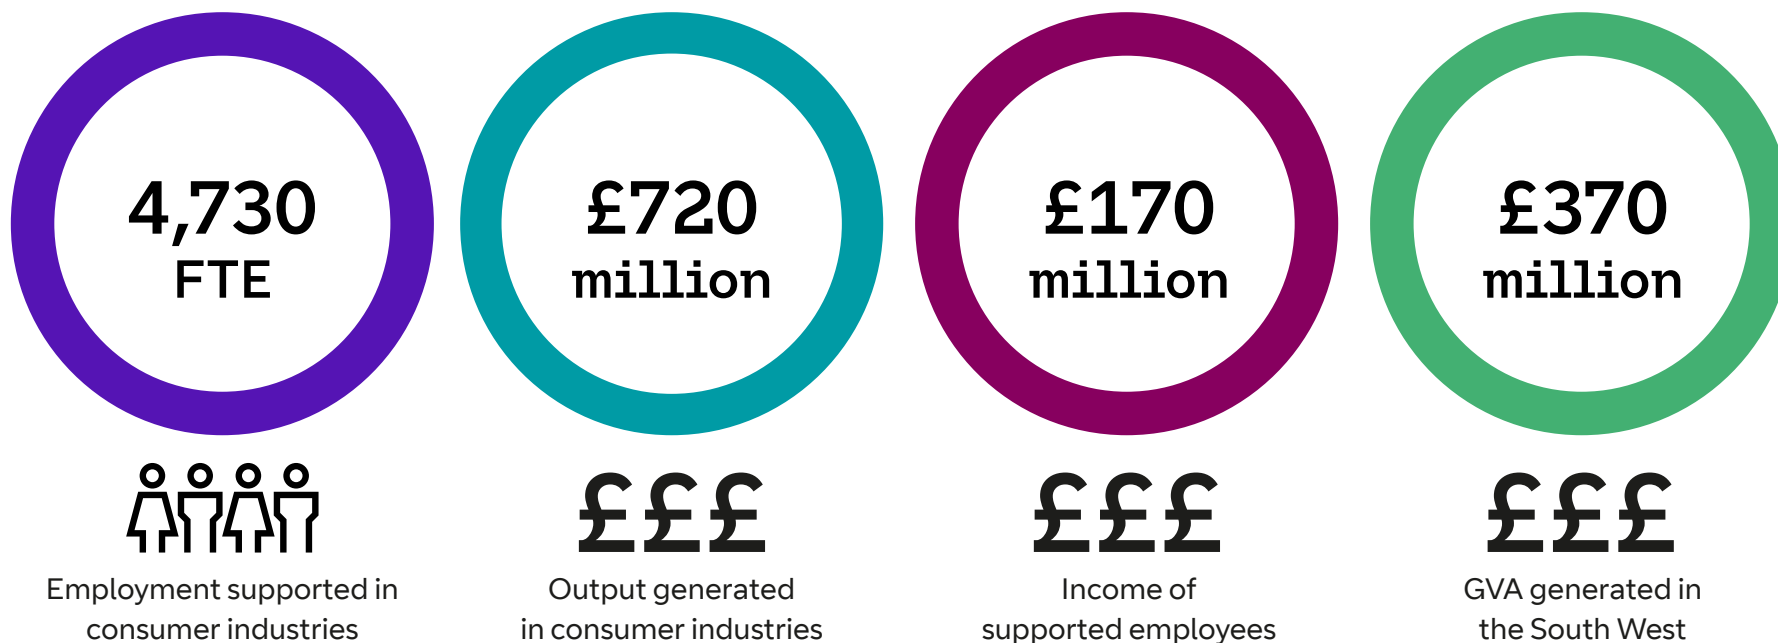 4,730
FTE
£720
million
£170
million
£370
million
£££
£££
£££
Employment supported in
consumer industries
Output generated
in consumer industries
Income of
supported employees
GVA generated in
the South West